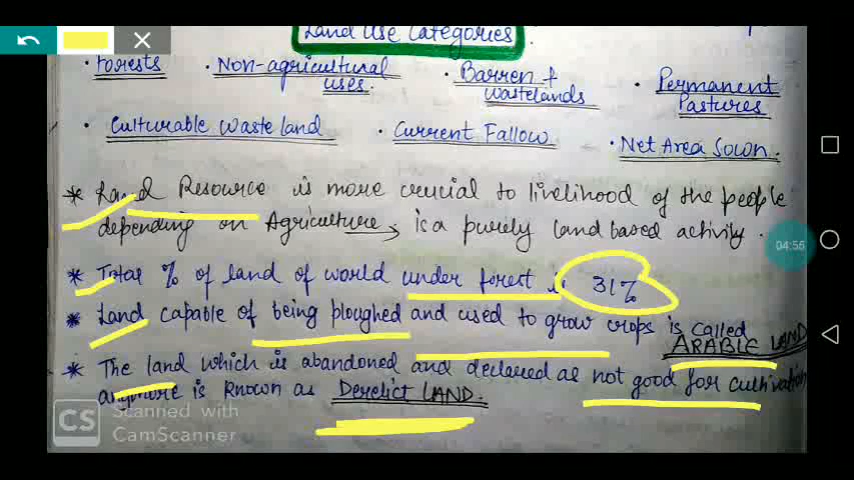 Land Use Categories
• Forests • Non-agricultural uses. • Barren + Wastelands • Permanent Pastures
• Culturable Wasteland • Current Fallow • Net Area Sown.
* Land Resource is more crucial to livelihood of the people
depending on Agriculture → is a purely land based activity.
* Total % of land of world under forest is 31%
* Land capable of being ploughed and used to grow crops is called
ARABLE LAND
* The land which is abandoned and declared as not good for cultivation
anymore is known as Derelict LAND.
04:55
CS Scanned with
CamScanner